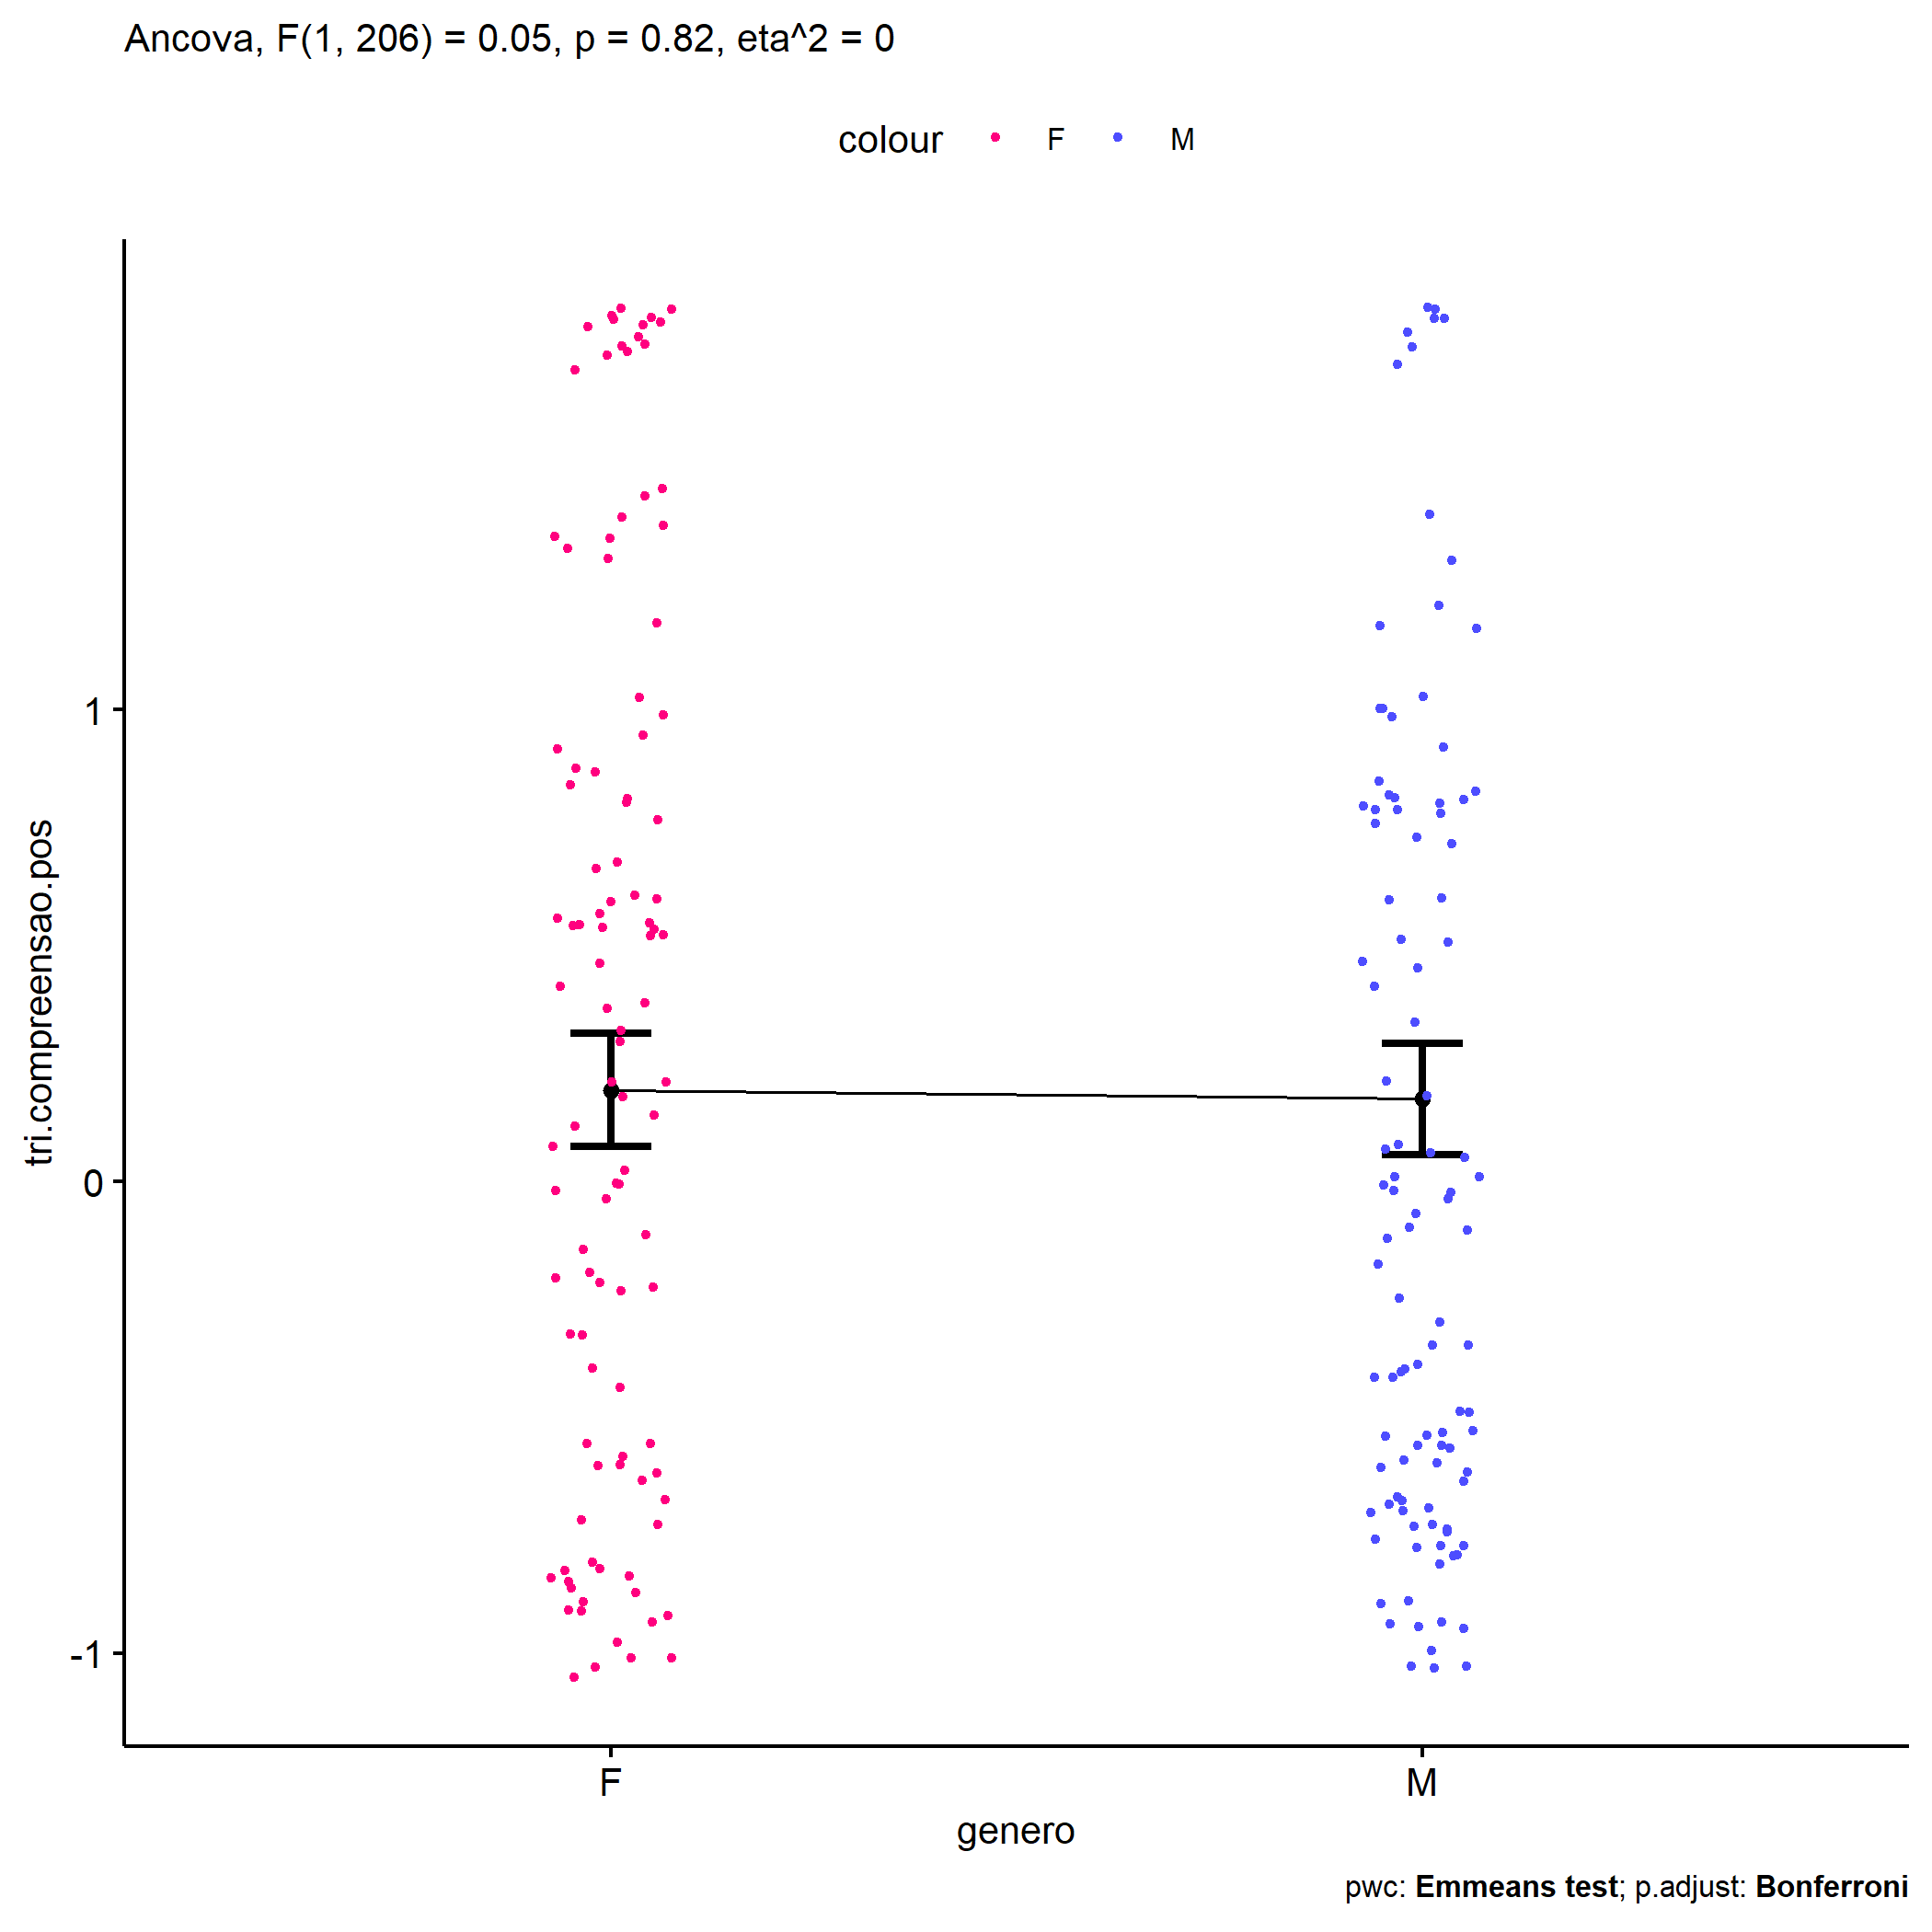 Ancova, F(1, 206) = 0.05, p = 0.82, eta^2 = 0
colour F M
tri.compreensao.pos
1
0
-1
F M
genero
pwc: Emmeans test; p.adjust: Bonferroni